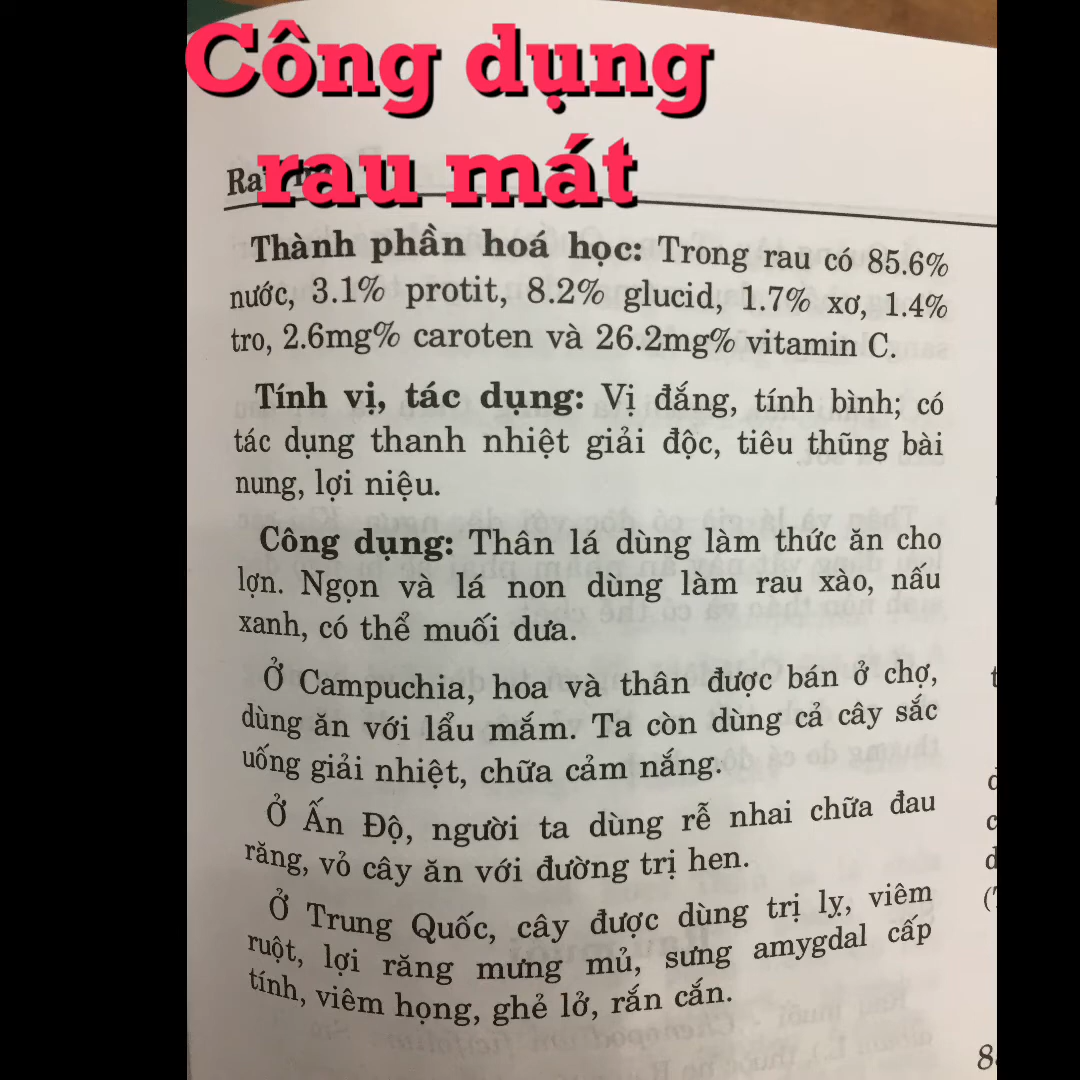 Công dụng
rau mát
Thành phần hoá học: Trong rau có 85.6%
nước, 3.1% protit, 8.2% glucid, 1.7% xơ, 1.4%
tro, 2.6mg% caroten và 26.2mg% vitamin C.
Tính vị, tác dụng: Vị đắng, tính bình; có
tác dụng thanh nhiệt giải độc, tiêu thũng bài
nung, lợi niệu.
Công dụng: Thân lá dùng làm thức ăn cho
lợn. Ngọn và lá non dùng làm rau xào, nấu
xanh, có thể muối dưa.
Ở Campuchia, hoa và thân được bán ở chợ,
dùng ăn với lẩu mắm. Ta còn dùng cả cây sắc
uống giải nhiệt, chữa cảm nắng.
Ở Ấn Độ, người ta dùng rễ nhai chữa đau
răng, vỏ cây ăn với đường trị hen.
Ở Trung Quốc, cây được dùng trị lỵ, viêm
ruột, lợi răng mưng mủ, sưng amygdal cấp
tính, viêm họng, ghẻ lở, rắn cắn.